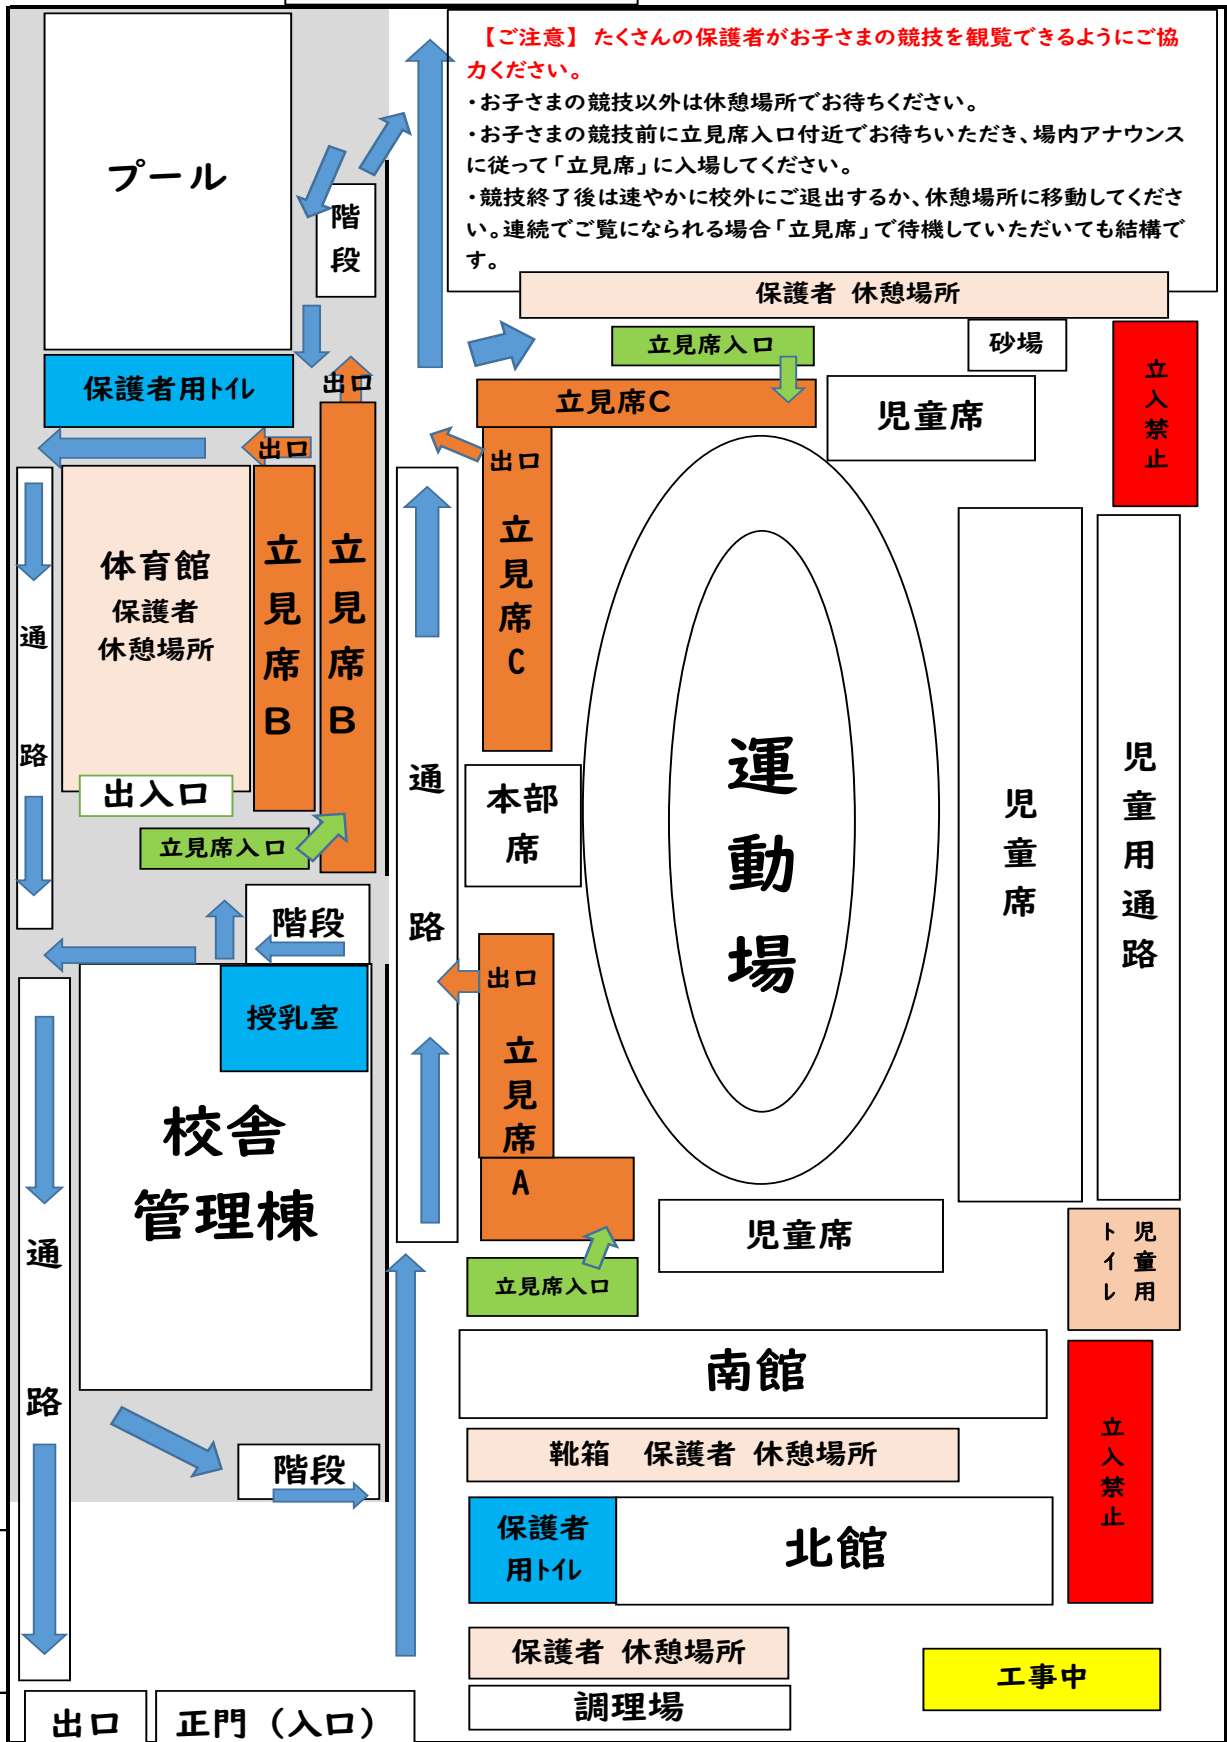 【ご注意】 たくさんの保護者がお子さまの競技を観覧できるようにご協
力ください。
・お子さまの競技以外は休憩場所でお待ちください。
・お子さまの競技前に立見席入口付近でお待ちいただき、場内アナウンス
に従って「立見席」に入場してください。
・競技終了後は速やかに校外にご退出するか、休憩場所に移動してくださ
い。連続でご覧になられる場合「立見席」で待機していただいても結構で
す。
プール
階
段
保護者 休憩場所
立見席入口
砂場
立入禁止
保護者用トイレ
出口
立見席C
児童席
出口
出口
体育館
保護者
休憩場所
立見席B
立見席B
立見席C
通路
出入口
立見席入口
通路
本部
席
運動場
児童席
児童用通路
階段
出口
授乳室
立見席A
校舎
管理棟
児童席
児童用
トイレ
立見席入口
通路
南館
階段
靴箱 保護者 休憩場所
立入禁止
保護者
用トイレ
北館
保護者 休憩場所
工事中
調理場
出口
正門（入口）